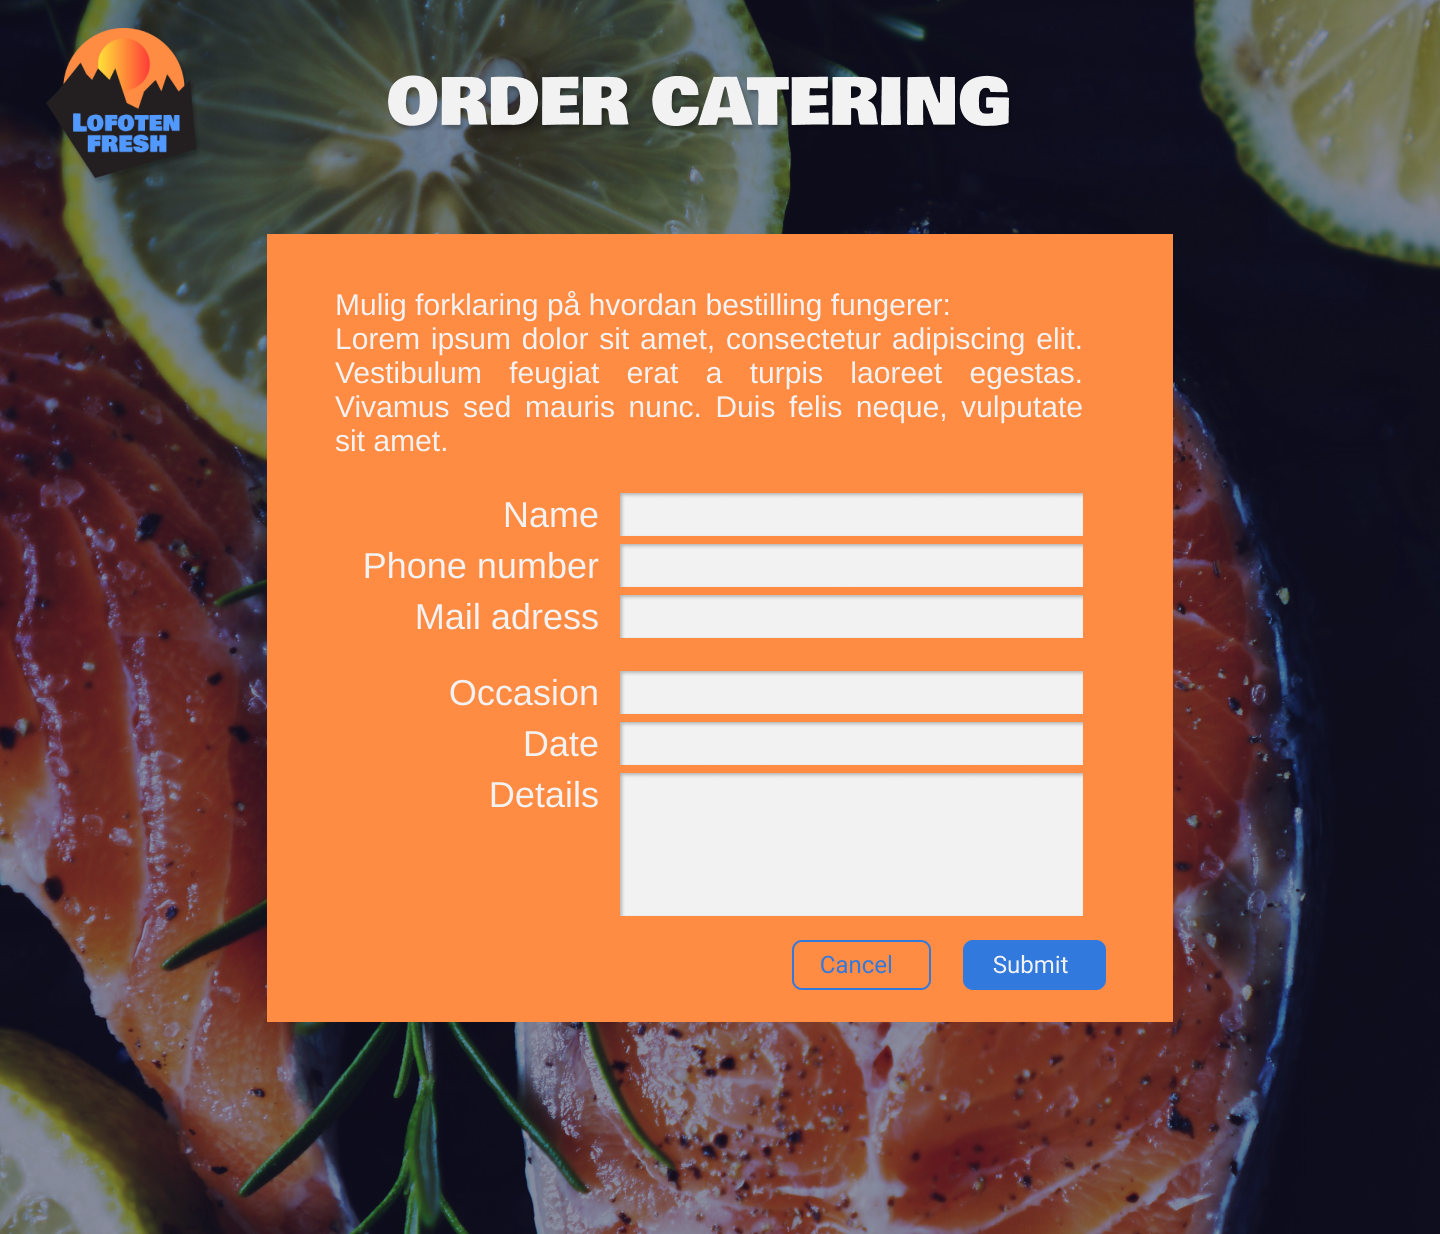 LOFOTEN
FRESH
ORDER CATERING
Mulig forklaring på hvordan bestilling fungerer:
Lorem ipsum dolor sit amet, consectetur adipiscing elit.
Vestibulum feugiat erat a turpis laoreet egestas.
Vivamus sed mauris nunc. Duis felis neque, vulputate
sit amet.
Name
Phone number
Mail adress
Occasion
Date
Details
Cancel
Submit